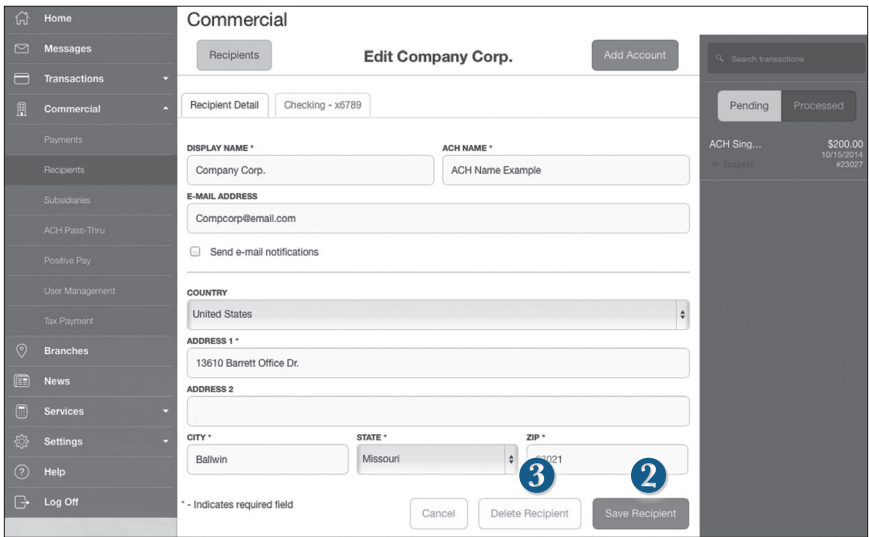 Home
Messages
Transactions
Commercial
Payments
Recipients
Subsidiaries
ACH Pass-Thru
Positive Pay
User Management
Tax Payment
Branches
News
Services
Settings
Help
Log Off
Commercial
Recipients
Edit Company Corp.
Add Account
Recipient Detail
Checking - x6789
DISPLAY NAME *
ACH NAME *
Company Corp.
ACH Name Example
E-MAIL ADDRESS
Compcorp@email.com
Send e-mail notifications
COUNTRY
United States
ADDRESS 1 *
13610 Barrett Office Dr.
ADDRESS 2
CITY *
STATE *
ZIP *
Ballwin
Missouri
3
2
* - Indicates required field
Cancel
Delete Recipient
Save Recipient
Search transactions
Pending
Processed
ACH Sing...
$200.00
10/15/2014
Suspect
#23027